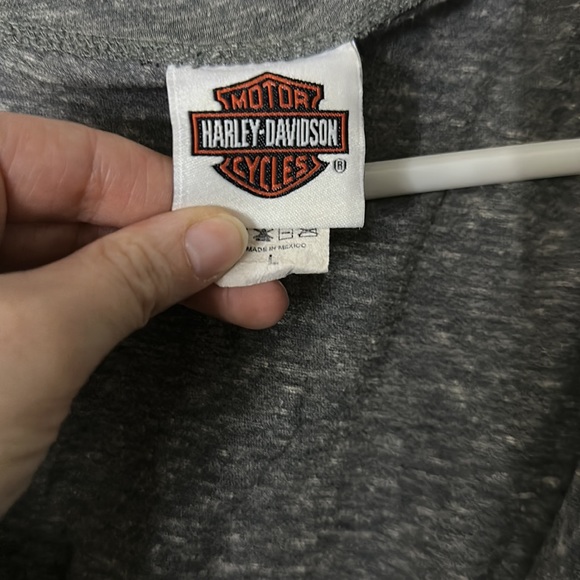 MOTOR
HARLEY-DAVIDSON
CYCLES
®
MADE IN MEXICO
L